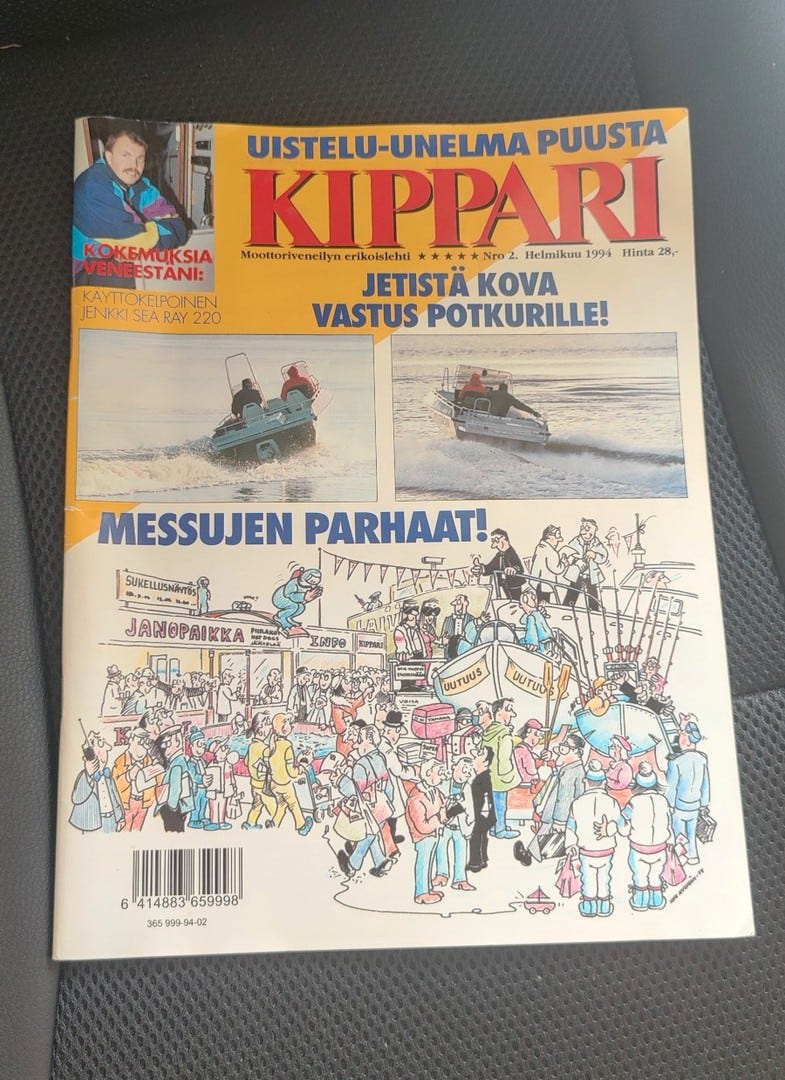 UISTELU-UNELMA PUUSTA
KIPPARI
Moottoriveneilyn erikoislehti ★★★★★ Nro 2. Helmikuu 1994 Hinta 28,-
KOKEMUKSIA
VENEESTÄNI:
KÄYTTÖKELPOINEN
JENKKI SEA RAY 220
JETISTÄ KOVA
VASTUS POTKURILLE!
MESSUJEN PARHAAT!
SUKELLUSNÄYTÖS
JANOPAIKKA
INFO
KIPPARI
UUTUUS
UUTUUS
6 414883 659998
365 999-94-02